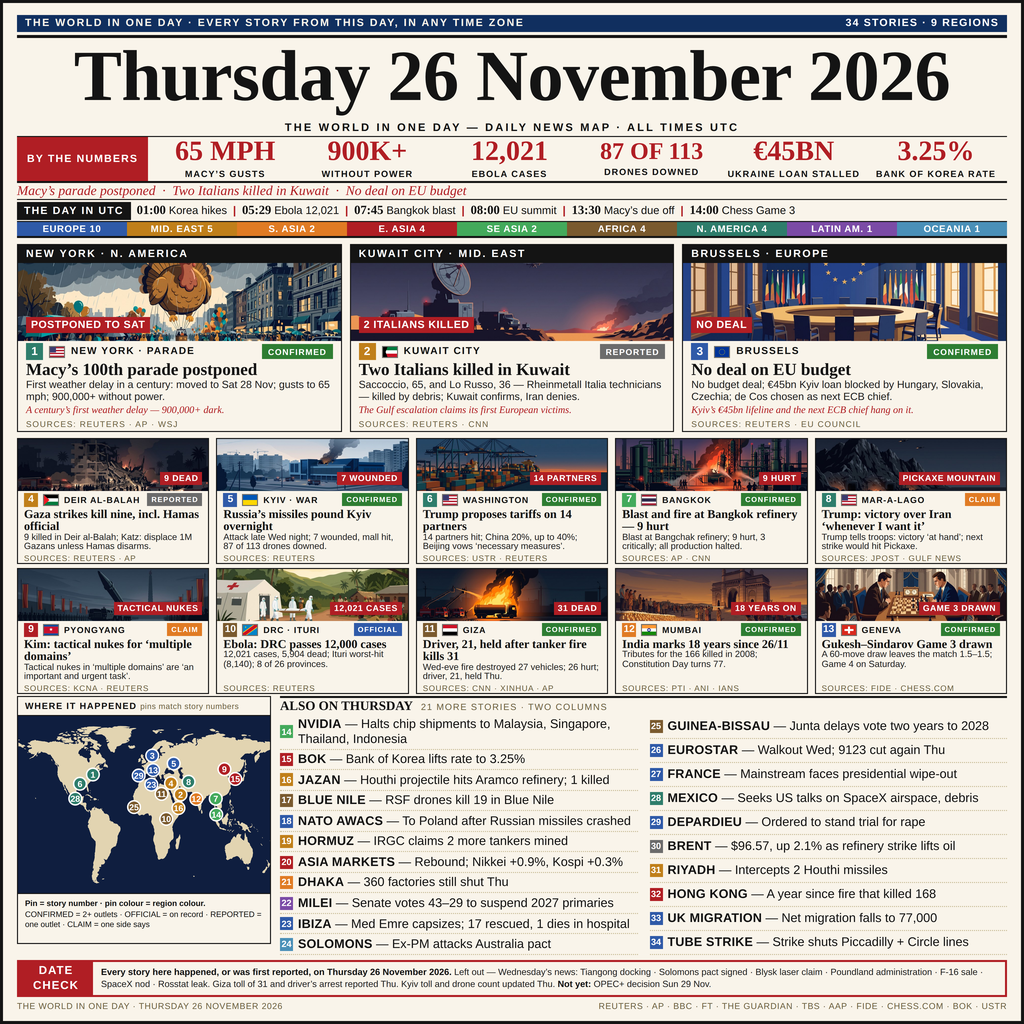 THE WORLD IN ONE DAY · EVERY STORY FROM THIS DAY, IN ANY TIME ZONE
34 STORIES · 9 REGIONS
Thursday 26 November 2026
THE WORLD IN ONE DAY — DAILY NEWS MAP · ALL TIMES UTC
BY THE NUMBERS
65 MPH
MACY'S GUSTS
900K+
WITHOUT POWER
12,021
EBOLA CASES
87 OF 113
DRONES DOWNED
€45BN
UKRAINE LOAN STALLED
3.25%
BANK OF KOREA RATE
Macy's parade postponed · Two Italians killed in Kuwait · No deal on EU budget
THE DAY IN UTC
01:00 Korea hikes | 05:29 Ebola 12,021 | 07:45 Bangkok blast | 08:00 EU summit | 13:30 Macy's due off | 14:00 Chess Game 3
EUROPE 10
MID. EAST 5
S. ASIA 2
E. ASIA 4
SE ASIA 2
AFRICA 4
N. AMERICA 4
LATIN AM. 1
OCEANIA 1
NEW YORK · N. AMERICA
POSTPONED TO SAT
1 NEW YORK · PARADE
CONFIRMED
Macy's 100th parade postponed
First weather delay in a century: moved to Sat 28 Nov; gusts to 65
mph; 900,000+ without power.
A century's first weather delay — 900,000+ dark.
SOURCES: REUTERS · AP · WSJ
KUWAIT CITY · MID. EAST
2 ITALIANS KILLED
2 KUWAIT CITY
REPORTED
Two Italians killed in Kuwait
Saccoccio, 65, and Lo Russo, 36 — Rheinmetall Italia technicians
— killed by debris; Kuwait confirms, Iran denies.
The Gulf escalation claims its first European victims.
SOURCES: REUTERS · CNN
BRUSSELS · EUROPE
NO DEAL
3 BRUSSELS
CONFIRMED
No deal on EU budget
No budget deal; €45bn Kyiv loan blocked by Hungary, Slovakia,
Czechia; de Cos chosen as next ECB chief.
Kyiv's €45bn lifeline and the next ECB chief hang on it.
SOURCES: REUTERS · EU COUNCIL
9 DEAD
4 DEIR AL-BALAH
REPORTED
Gaza strikes kill nine, incl. Hamas
official
9 killed in Deir al-Balah; Katz: displace 1M
Gazans unless Hamas disarms.
SOURCES: REUTERS · AP
7 WOUNDED
5 KYIV · WAR
CONFIRMED
Russia's missiles pound Kyiv
overnight
Attack late Wed night; 7 wounded, mall hit,
87 of 113 drones downed.
SOURCES: REUTERS
14 PARTNERS
6 WASHINGTON
CONFIRMED
Trump proposes tariffs on 14
partners
14 partners hit; China 20%, up to 40%;
Beijing vows 'necessary measures'.
SOURCES: USTR · REUTERS
9 HURT
7 BANGKOK
CONFIRMED
Blast and fire at Bangkok refinery
— 9 hurt
Blast at Bangchak refinery; 9 hurt, 3
critically; all production halted.
SOURCES: AP · CNN
PICKAXE MOUNTAIN
8 MAR-A-LAGO
CLAIM
Trump: victory over Iran
'whenever I want it'
Trump tells troops: victory 'at hand'; next
strike would hit Pickaxe.
SOURCES: JPOST · GULF NEWS
TACTICAL NUKES
9 PYONGYANG
CLAIM
Kim: tactical nukes for 'multiple
domains'
Tactical nukes in 'multiple domains' are 'an
important and urgent task'.
SOURCES: KCNA · REUTERS
12,021 CASES
10 DRC · ITURI
OFFICIAL
Ebola: DRC passes 12,000 cases
12,021 cases, 5,904 dead; Ituri worst-hit
(8,140); 8 of 26 provinces.
SOURCES: REUTERS
31 DEAD
11 GIZA
CONFIRMED
Driver, 21, held after tanker fire
kills 31
Wed-eve fire destroyed 27 vehicles; 26 hurt;
driver, 21, held Thu.
SOURCES: CNN · XINHUA · AP
18 YEARS ON
12 MUMBAI
CONFIRMED
India marks 18 years since 26/11
Tributes for the 166 killed in 2008;
Constitution Day turns 77.
SOURCES: PTI · ANI · IANS
GAME 3 DRAWN
13 GENEVA
CONFIRMED
Gukesh–Sindarov Game 3 drawn
A 60-move draw leaves the match 1.5–1.5;
Game 4 on Saturday.
SOURCES: FIDE · CHESS.COM
WHERE IT HAPPENED pins match story numbers
3
5
13
29
23
1
6
28
25
11
4
2
8
16
12
10
9
15
7
14
Pin = story number · pin colour = region colour.
CONFIRMED = 2+ outlets · OFFICIAL = on record · REPORTED =
one outlet · CLAIM = one side says
ALSO ON THURSDAY 21 MORE STORIES · TWO COLUMNS
14 NVIDIA — Halts chip shipments to Malaysia, Singapore,
Thailand, Indonesia
15 BOK — Bank of Korea lifts rate to 3.25%
16 JAZAN — Houthi projectile hits Aramco refinery; 1 killed
17 BLUE NILE — RSF drones kill 19 in Blue Nile
18 NATO AWACS — To Poland after Russian missiles crashed
19 HORMUZ — IRGC claims 2 more tankers mined
20 ASIA MARKETS — Rebound; Nikkei +0.9%, Kospi +0.3%
21 DHAKA — 360 factories still shut Thu
22 MILEI — Senate votes 43–29 to suspend 2027 primaries
23 IBIZA — Med Emre capsizes; 17 rescued, 1 dies in hospital
24 SOLOMONS — Ex-PM attacks Australia pact
25 GUINEA-BISSAU — Junta delays vote two years to 2028
26 EUROSTAR — Walkout Wed; 9123 cut again Thu
27 FRANCE — Mainstream faces presidential wipe-out
28 MEXICO — Seeks US talks on SpaceX airspace, debris
29 DEPARDIEU — Ordered to stand trial for rape
30 BRENT — $96.57, up 2.1% as refinery strike lifts oil
31 RIYADH — Intercepts 2 Houthi missiles
32 HONG KONG — A year since fire that killed 168
33 UK MIGRATION — Net migration falls to 77,000
34 TUBE STRIKE — Strike shuts Piccadilly + Circle lines
DATE
CHECK
Every story here happened, or was first reported, on Thursday 26 November 2026. Left out — Wednesday's news: Tiangong docking · Solomons pact signed · Blysk laser claim · Poundland administration · F-16 sale ·
SpaceX nod · Rosstat leak. Giza toll of 31 and driver's arrest reported Thu. Kyiv toll and drone count updated Thu. Not yet: OPEC+ decision Sun 29 Nov.
THE WORLD IN ONE DAY · THURSDAY 26 NOVEMBER 2026
REUTERS · AP · BBC · FT · THE GUARDIAN · TBS · AAP · FIDE · CHESS.COM · BOK · USTR